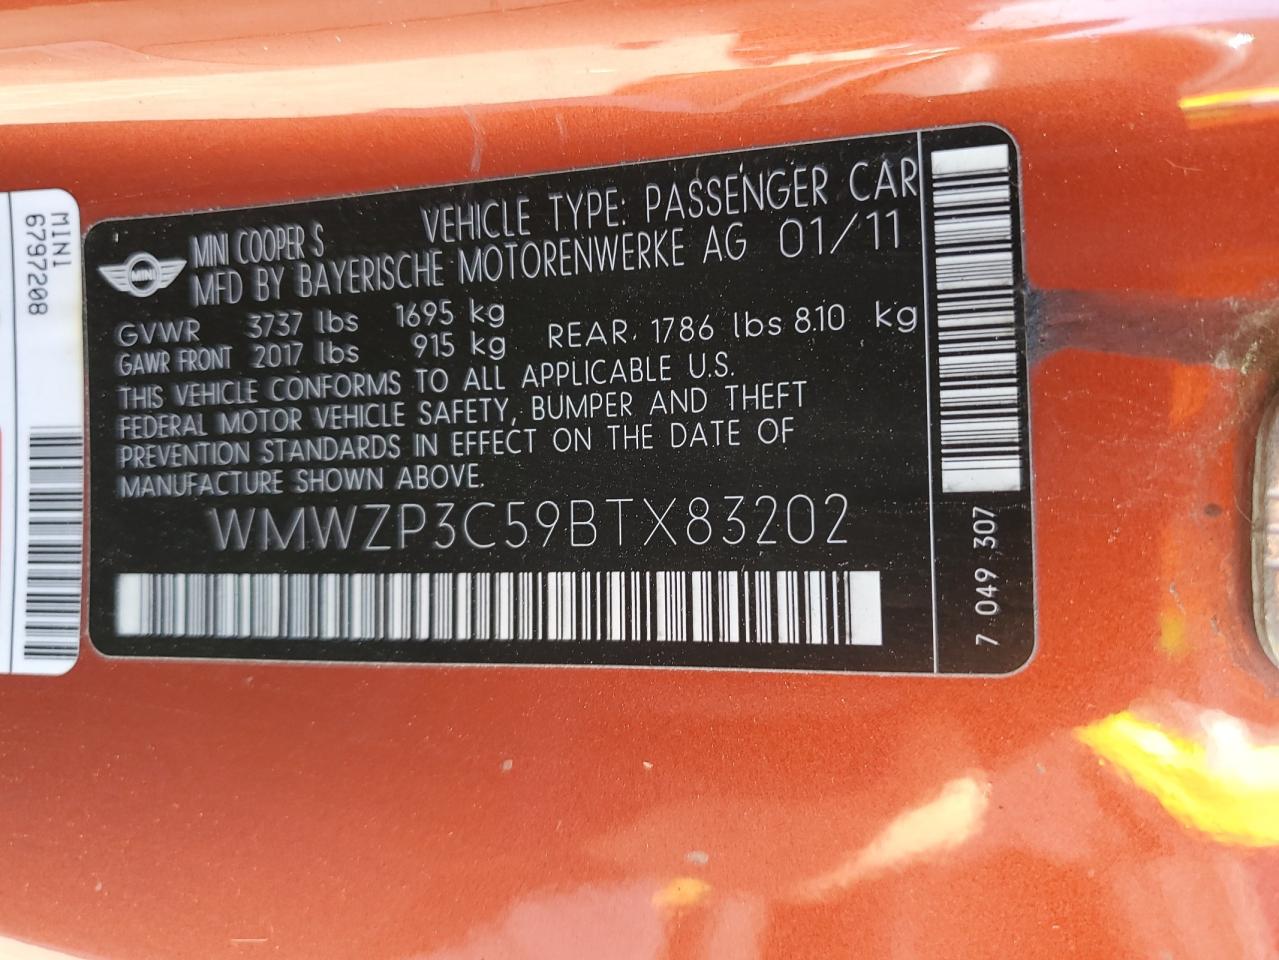 MINI
6797208
MINI
MINI COOPER S
VEHICLE TYPE: PASSENGER CAR
MFD BY BAYERISCHE MOTORENWERKE AG 01/11
GVWR 3737 lbs 1695 kg
GAWR FRONT 2017 lbs 915 kg REAR. 1786 lbs 810 kg
THIS VEHICLE CONFORMS TO ALL APPLICABLE U.S.
FEDERAL MOTOR VEHICLE SAFETY, BUMPER AND THEFT
PREVENTION STANDARDS IN EFFECT ON THE DATE OF
MANUFACTURE SHOWN ABOVE.
WMWZP3C59BTX83202
7 049 307